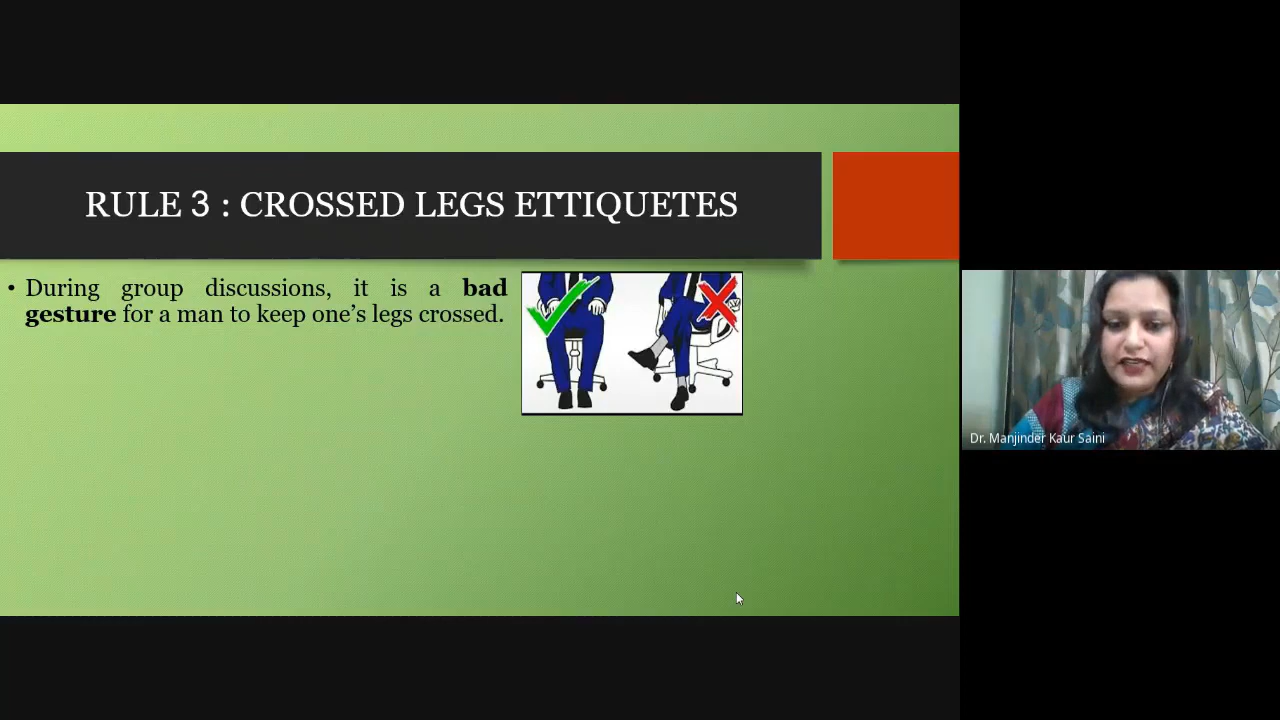 RULE 3 : CROSSED LEGS ETTIQUETES
• During group discussions, it is a bad
gesture for a man to keep one’s legs crossed.
Dr. Manjinder Kaur Saini